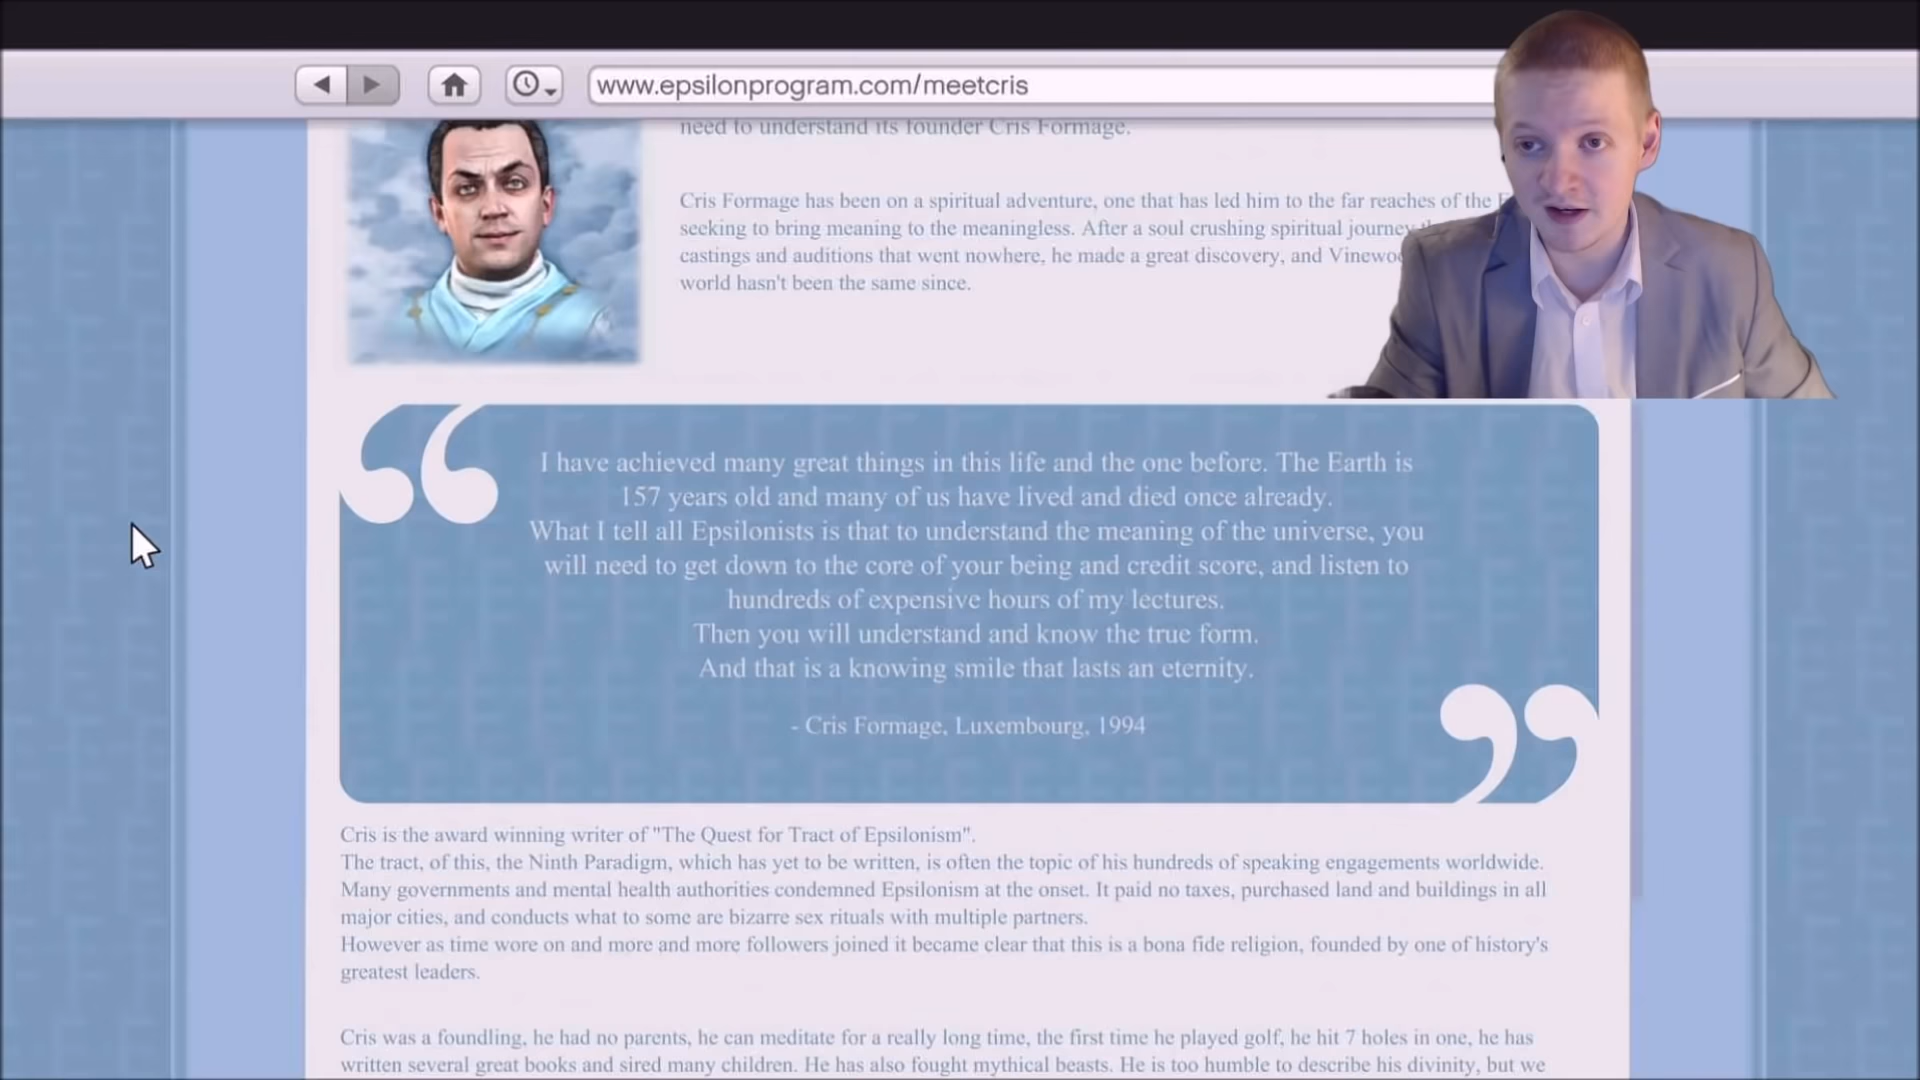 www.epsilonprogram.com/meetcris
need to understand its founder Cris Formage.
Cris Formage has been on a spiritual adventure, one that has led him to the far reaches of the
seeking to bring meaning to the meaningless. After a soul crushing spiritual journey
castings and auditions that went nowhere, he made a great discovery, and
world hasn't been the same since.
I have achieved many great things in this life and the one before. The Earth is
157 years old and many of us have lived and died once already.
What I tell all Epsilonists is that to understand the meaning of the universe, you
will need to get down to the core of your being and credit score, and listen to
hundreds of expensive hours of my lectures.
Then you will understand and know the true form.
And that is a knowing smile that lasts an eternity.
- Cris Formage, Luxembourg, 1994
Cris is the award winning writer of "The Quest for Tract of Epsilonism".
The tract, of this, the Ninth Paradigm, which has yet to be written, is often the topic of his hundreds of speaking engagements worldwide.
Many governments and mental health authorities condemned Epsilonism at the onset. It paid no taxes, purchased land and buildings in all
major cities, and conducts what to some are bizarre sex rituals with multiple partners.
However as time wore on and more and more followers joined it became clear that this is a bona fide religion, founded by one of history's
greatest leaders.
Cris was a foundling, he had no parents, he can meditate for a really long time, the first time he played golf, he hit 7 holes in one, he has
written several great books and sired many children. He has also fought mythical beasts. He is too humble to describe his divinity, but we